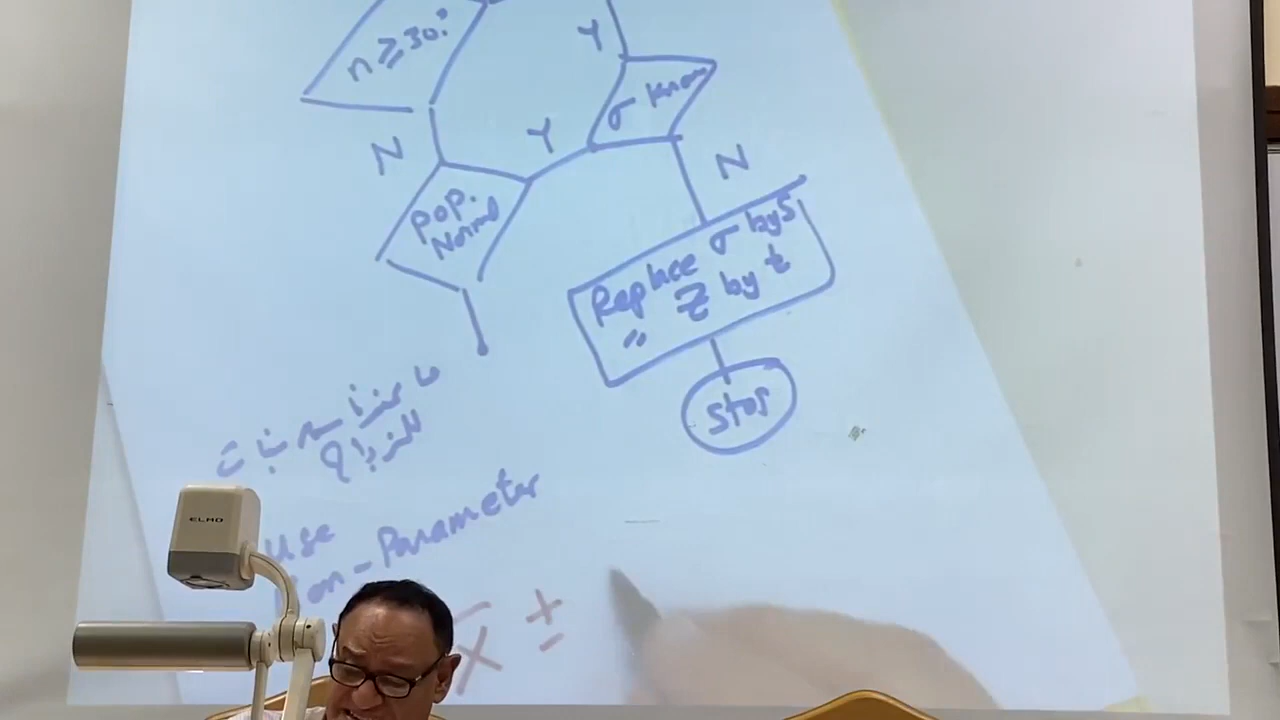 n ≥ 30?
Y
σ known
N
Y
N
pop.
Normal
Replace σ by S
" Z by t
Stop
Use
Non-Parameter
X̄ ±
ELMO